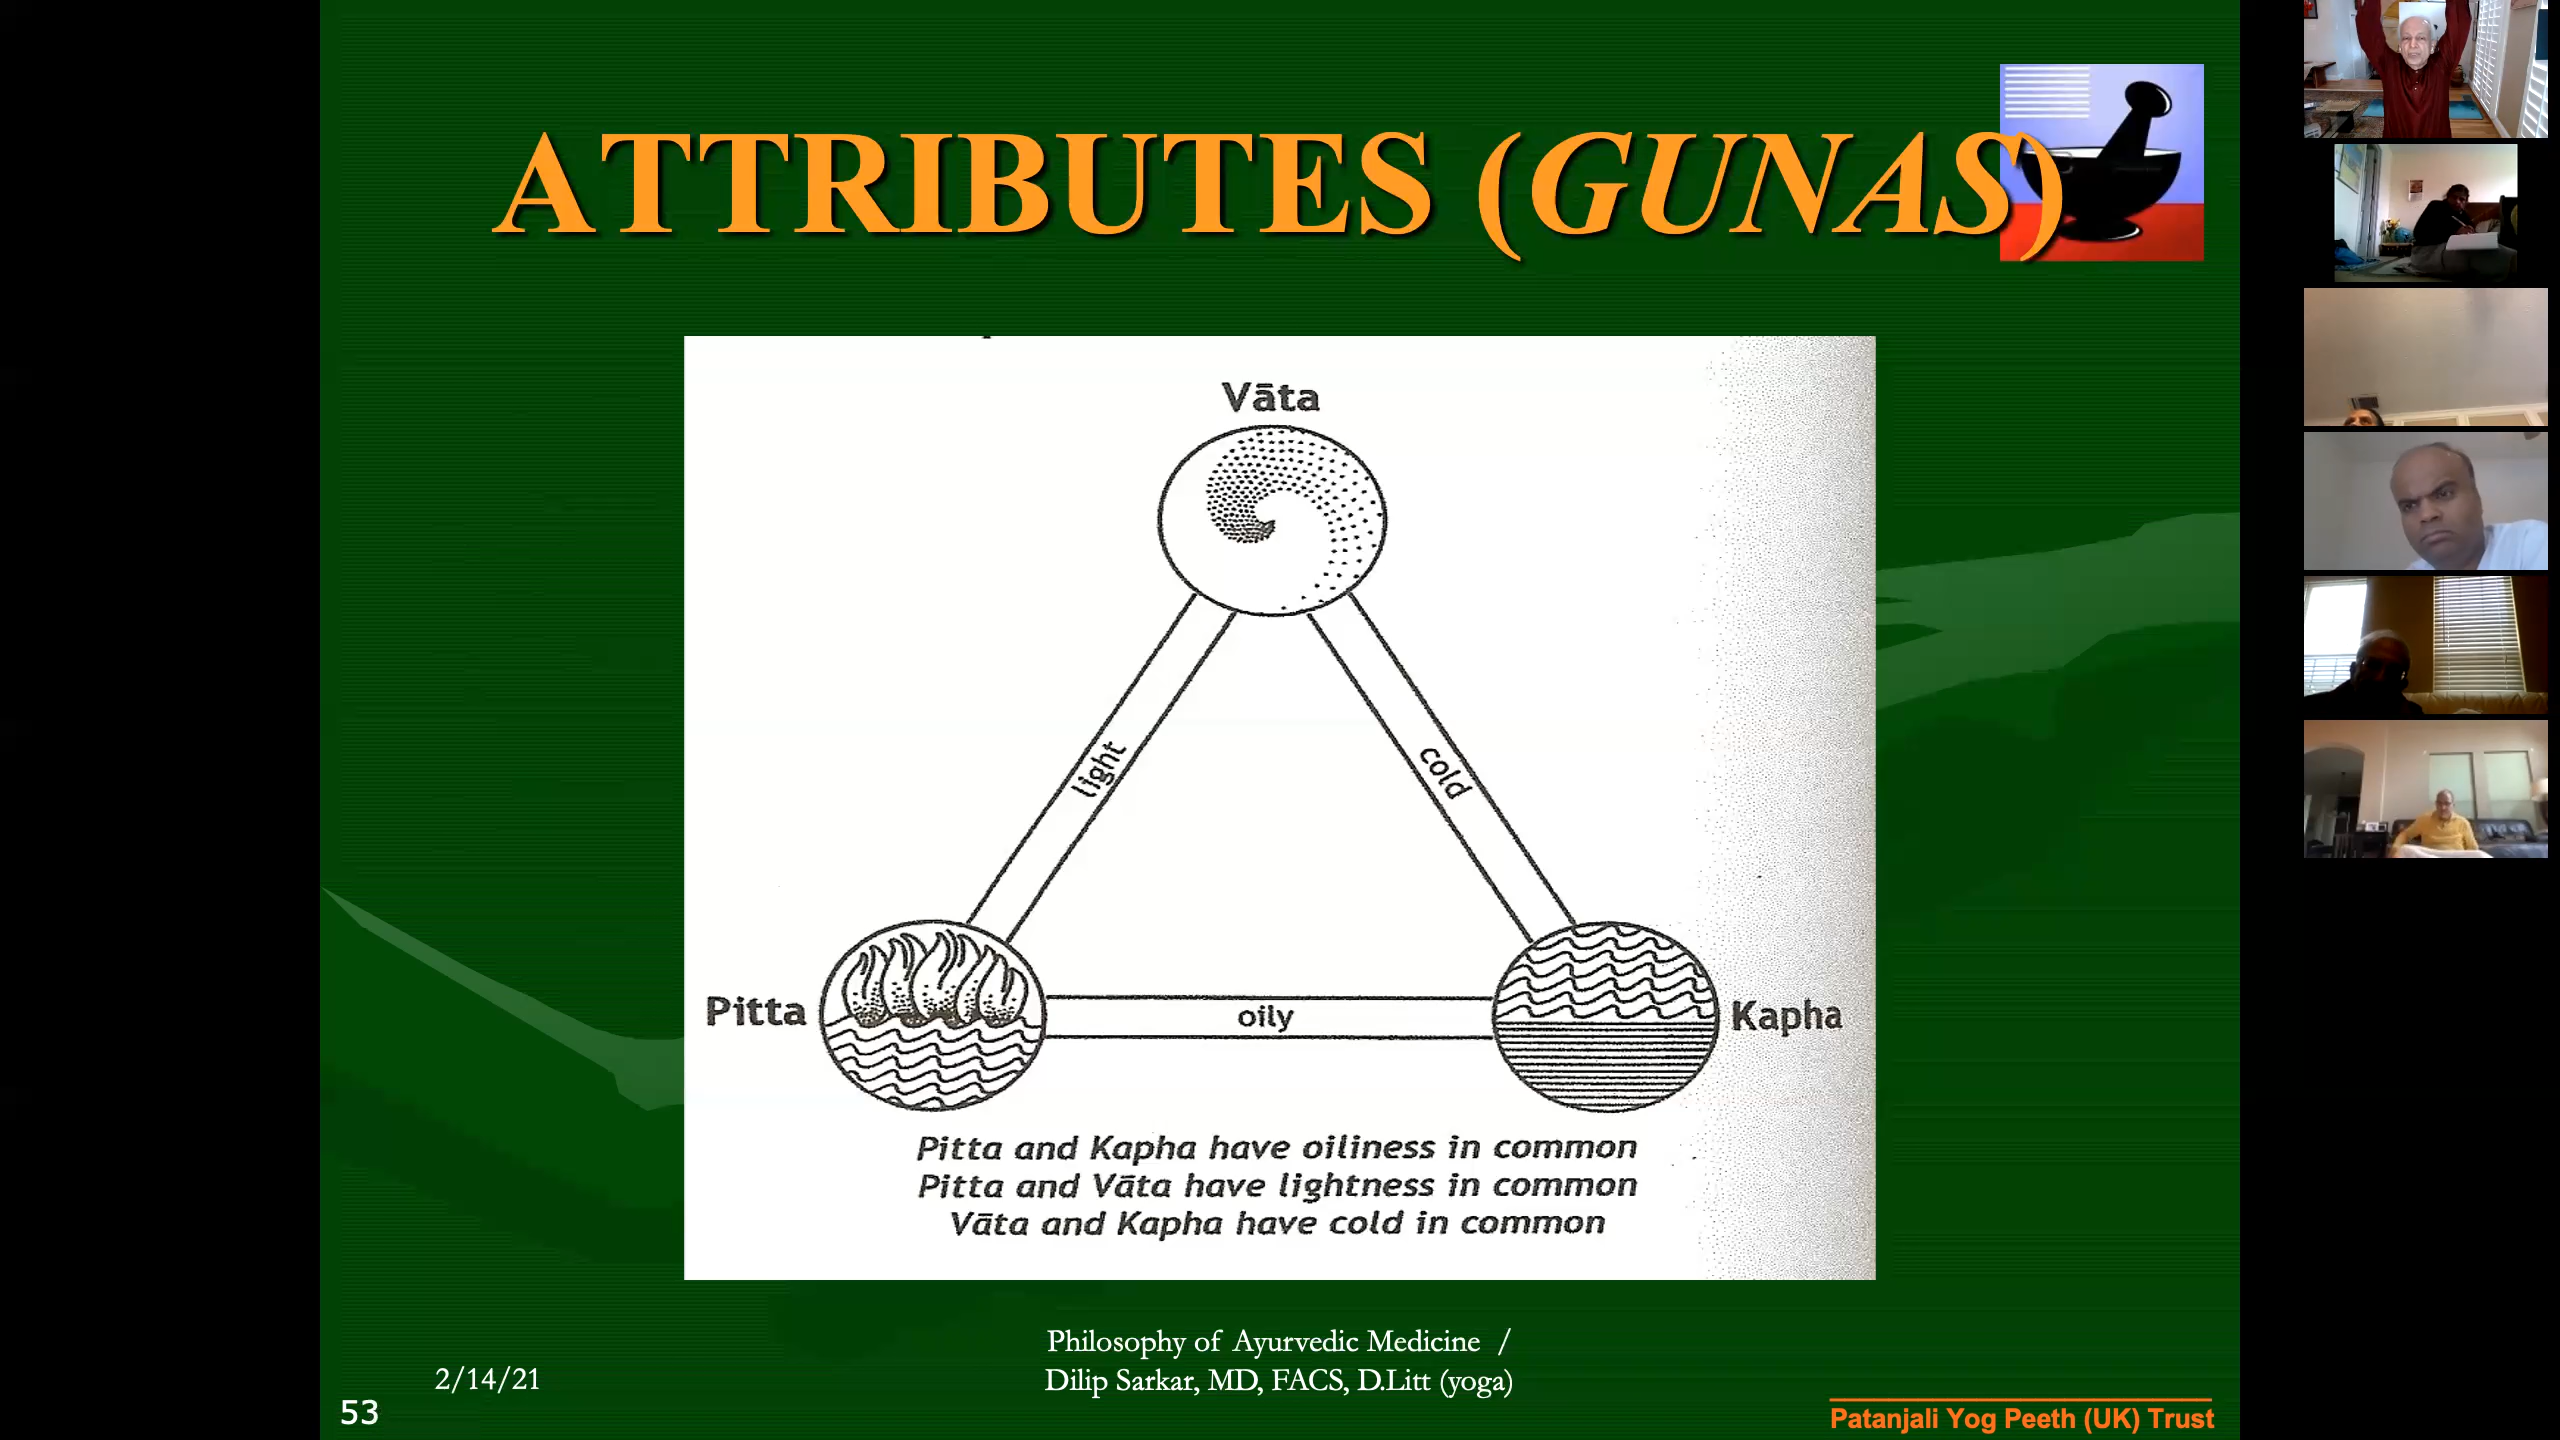 ATTRIBUTES (GUNAS)
Vāta
light
cold
Pitta
oily
Kapha
Pitta and Kapha have oiliness in common
Pitta and Vāta have lightness in common
Vāta and Kapha have cold in common
Philosophy of Ayurvedic Medicine /
Dilip Sarkar, MD, FACS, D.Litt (yoga)
2/14/21
53
Patanjali Yog Peeth (UK) Trust